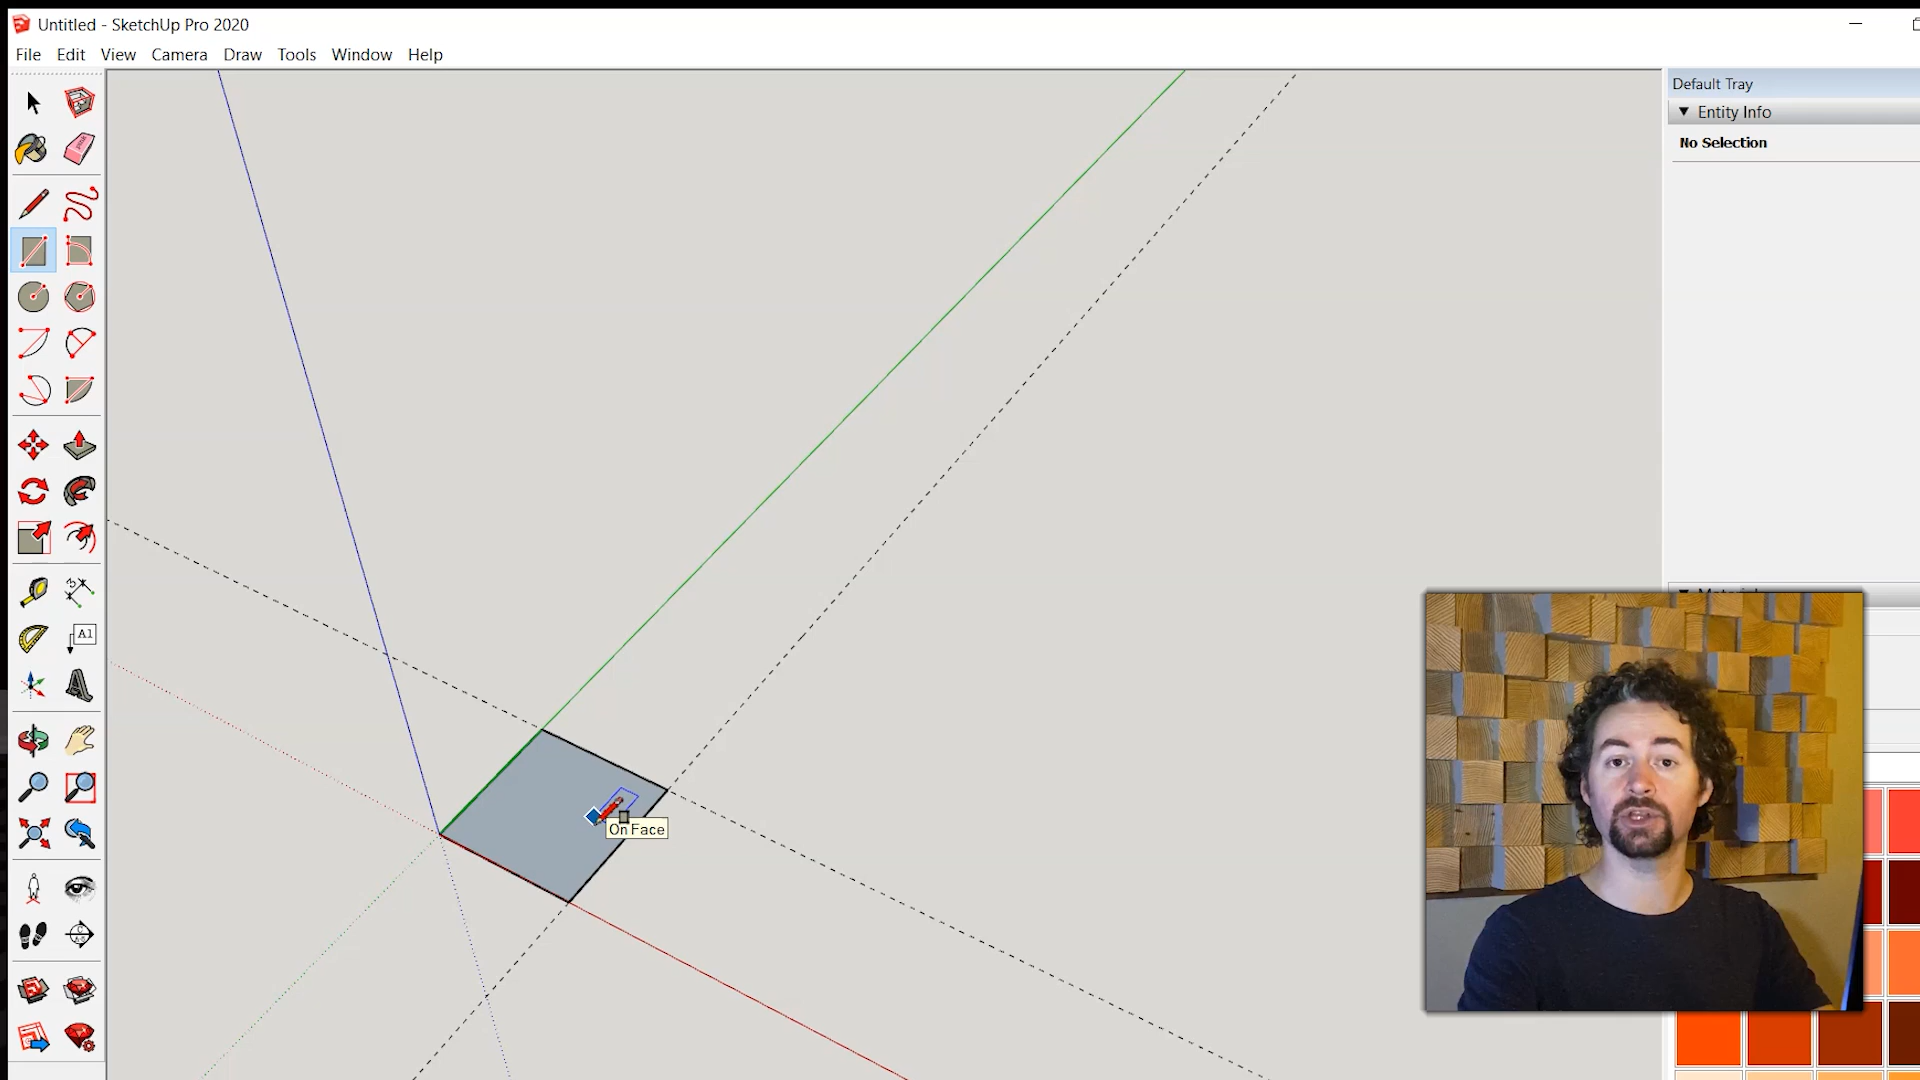 Untitled - SketchUp Pro 2020
File Edit View Camera Draw Tools Window Help
Default Tray
Entity Info
No Selection
A1
On Face